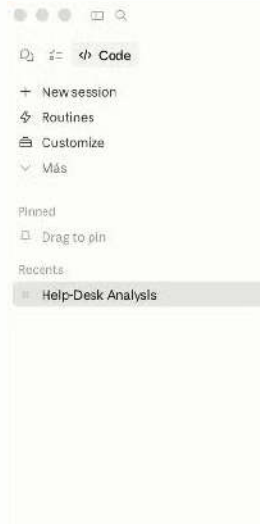 </> Code
+ New session
Routines
Customize
Más
Pinned
Drag to pin
Recents
Help-Desk Analysis